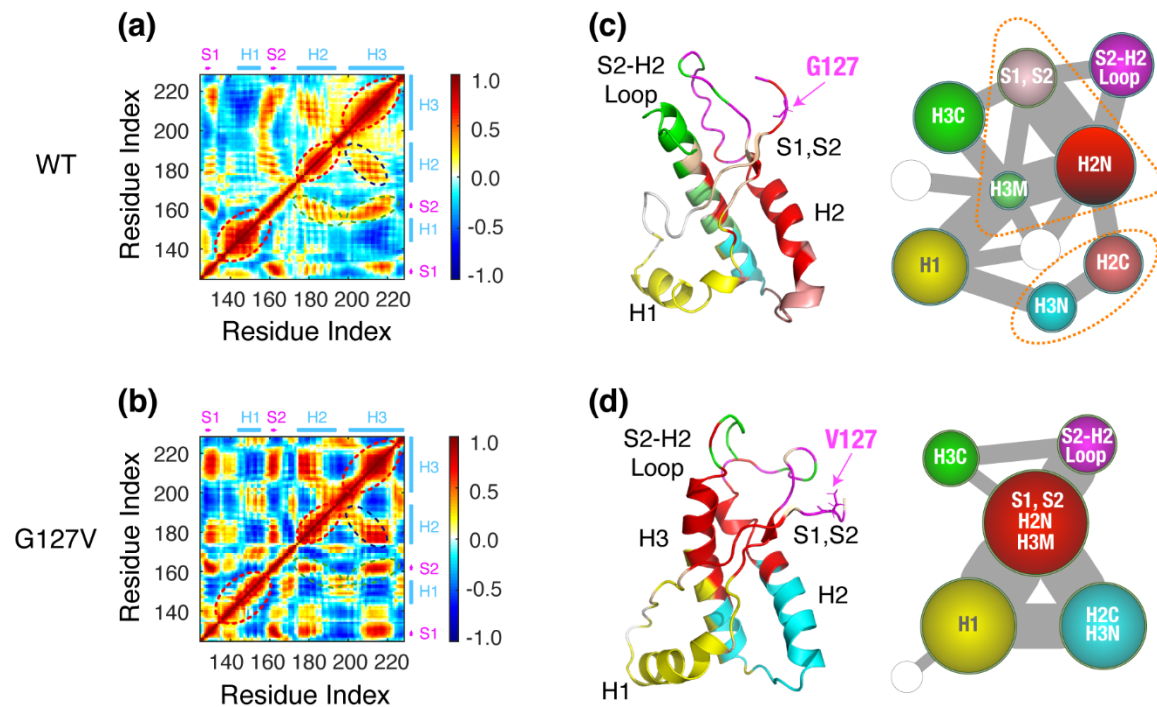 (a)
S1 H1 S2 H2 H3
WT
Residue Index
220
200
180
160
140
140 160 180 200 220
Residue Index
H3
H2
S2
H1
S1
1.0
0.5
0.0
-0.5
-1.0
(c)
S2-H2
Loop
G127
S1,S2
H2
H1
S1, S2
S2-H2
Loop
H3C
H2N
H3M
H1
H2C
H3N
(b)
S1 H1 S2 H2 H3
G127V
Residue Index
220
200
180
160
140
140 160 180 200 220
Residue Index
H3
H2
S2
H1
S1
1.0
0.5
0.0
-0.5
-1.0
(d)
S2-H2
Loop
V127
S1,S2
H3
H2
H1
H3C
S2-H2
Loop
S1, S2
H2N
H3M
H1
H2C
H3N